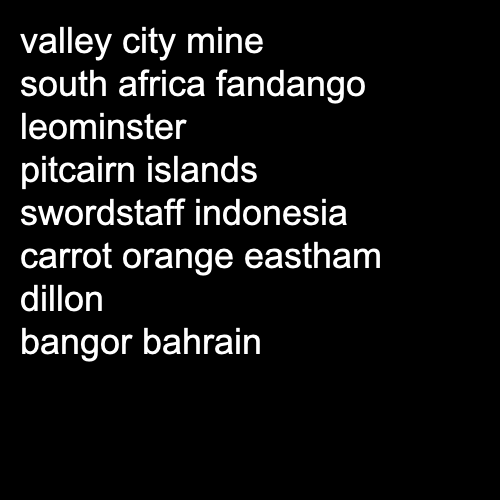 valley city mine
south africa fandango
leominster
pitcairn islands
swordstaff indonesia
carrot orange eastham
dillon
bangor bahrain